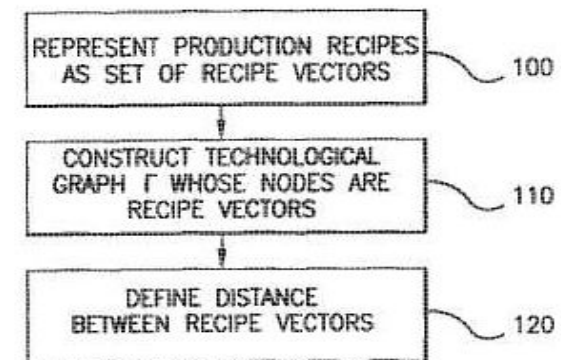 REPRESENT PRODUCTION RECIPES
AS SET OF RECIPE VECTORS
100
CONSTRUCT TECHNOLOGICAL
GRAPH Γ WHOSE NODES ARE
RECIPE VECTORS
110
DEFINE DISTANCE
BETWEEN RECIPE VECTORS
120